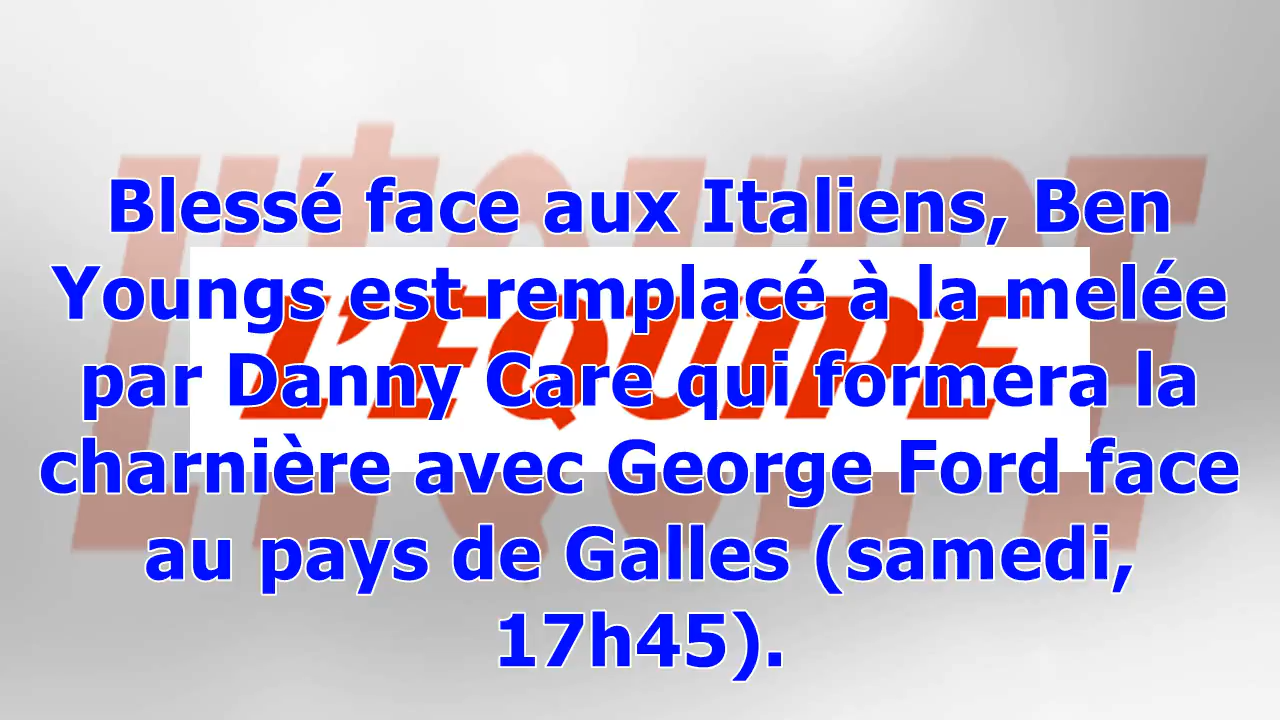 L'ÉQUIPE
Blessé face aux Italiens, Ben
Youngs est remplacé à la melée
par Danny Care qui formera la
charnière avec George Ford face
au pays de Galles (samedi,
17h45).
L'ÉQUIPE